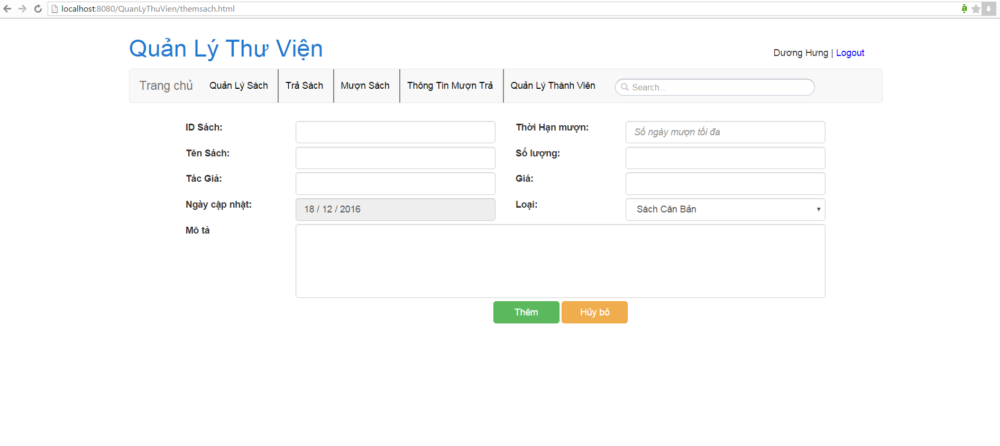 localhost:8080/QuanLyThuVien/themsach.html
Quản Lý Thư Viện
Dương Hưng | Logout
Trang chủ Quản Lý Sách Trả Sách Mượn Sách Thông Tin Mượn Trả Quản Lý Thành Viên Search...
ID Sách: Thời Hạn mượn: Số ngày mượn tối đa
Tên Sách: Số lượng:
Tác Giả: Giá:
Ngày cập nhật: 18 / 12 / 2016 Loại: Sách Căn Bản
Mô tả
Thêm Hủy bỏ